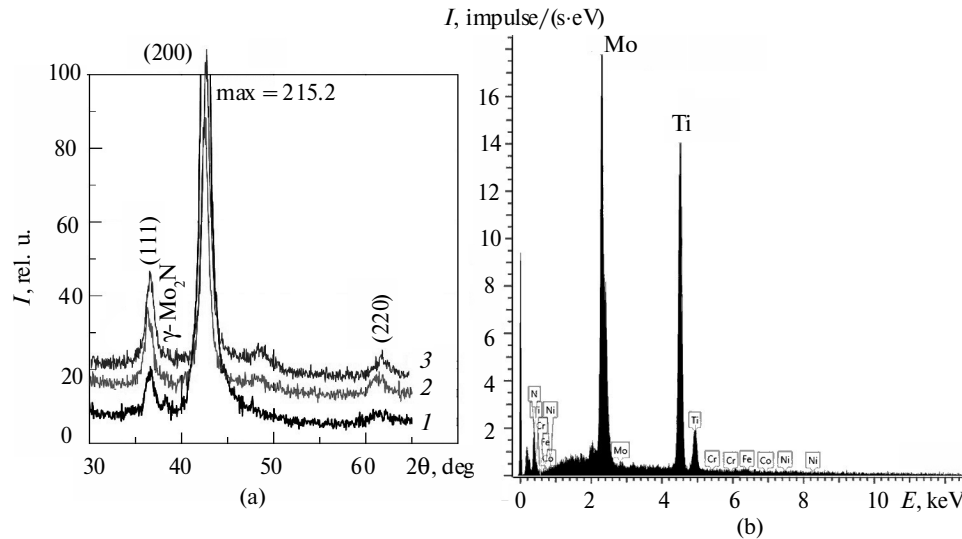 I, impulse/(s·eV)
(200)
Mo
100
max = 215.2
16
Ti
80
14
12
60
(111)
γ-Mo₂N
10
I, rel. u.
8
40
(220)
6
3
20
4
2
N
Ti
Ni
Cr
Fe
Co
2
Ti
1
Mo
Cr
Cr
Fe
Co
Ni
Ni
0
30
40
50
60
2θ, deg
0
2
4
6
8
10
E, keV
(a)
(b)